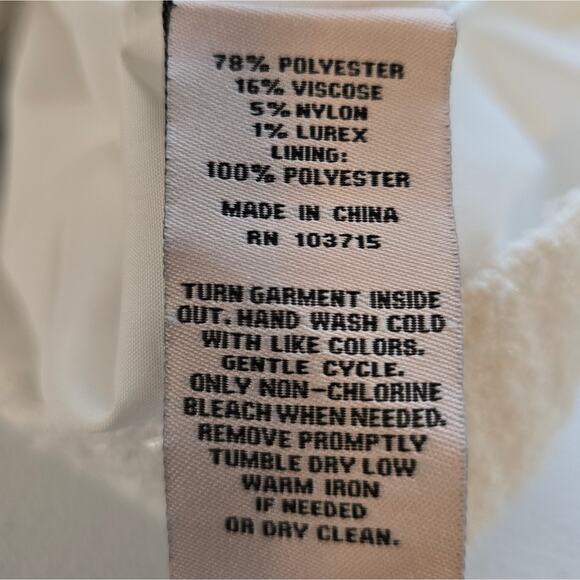 78% POLYESTER
16% VISCOSE
5% NYLON
1% LUREX
LINING:
100% POLYESTER
MADE IN CHINA
RN 103715
TURN GARMENT INSIDE
OUT. HAND WASH COLD
WITH LIKE COLORS.
GENTLE CYCLE.
ONLY NON-CHLORINE
BLEACH WHEN NEEDED.
REMOVE PROMPTLY
TUMBLE DRY LOW
WARM IRON
IF NEEDED
OR DRY CLEAN.